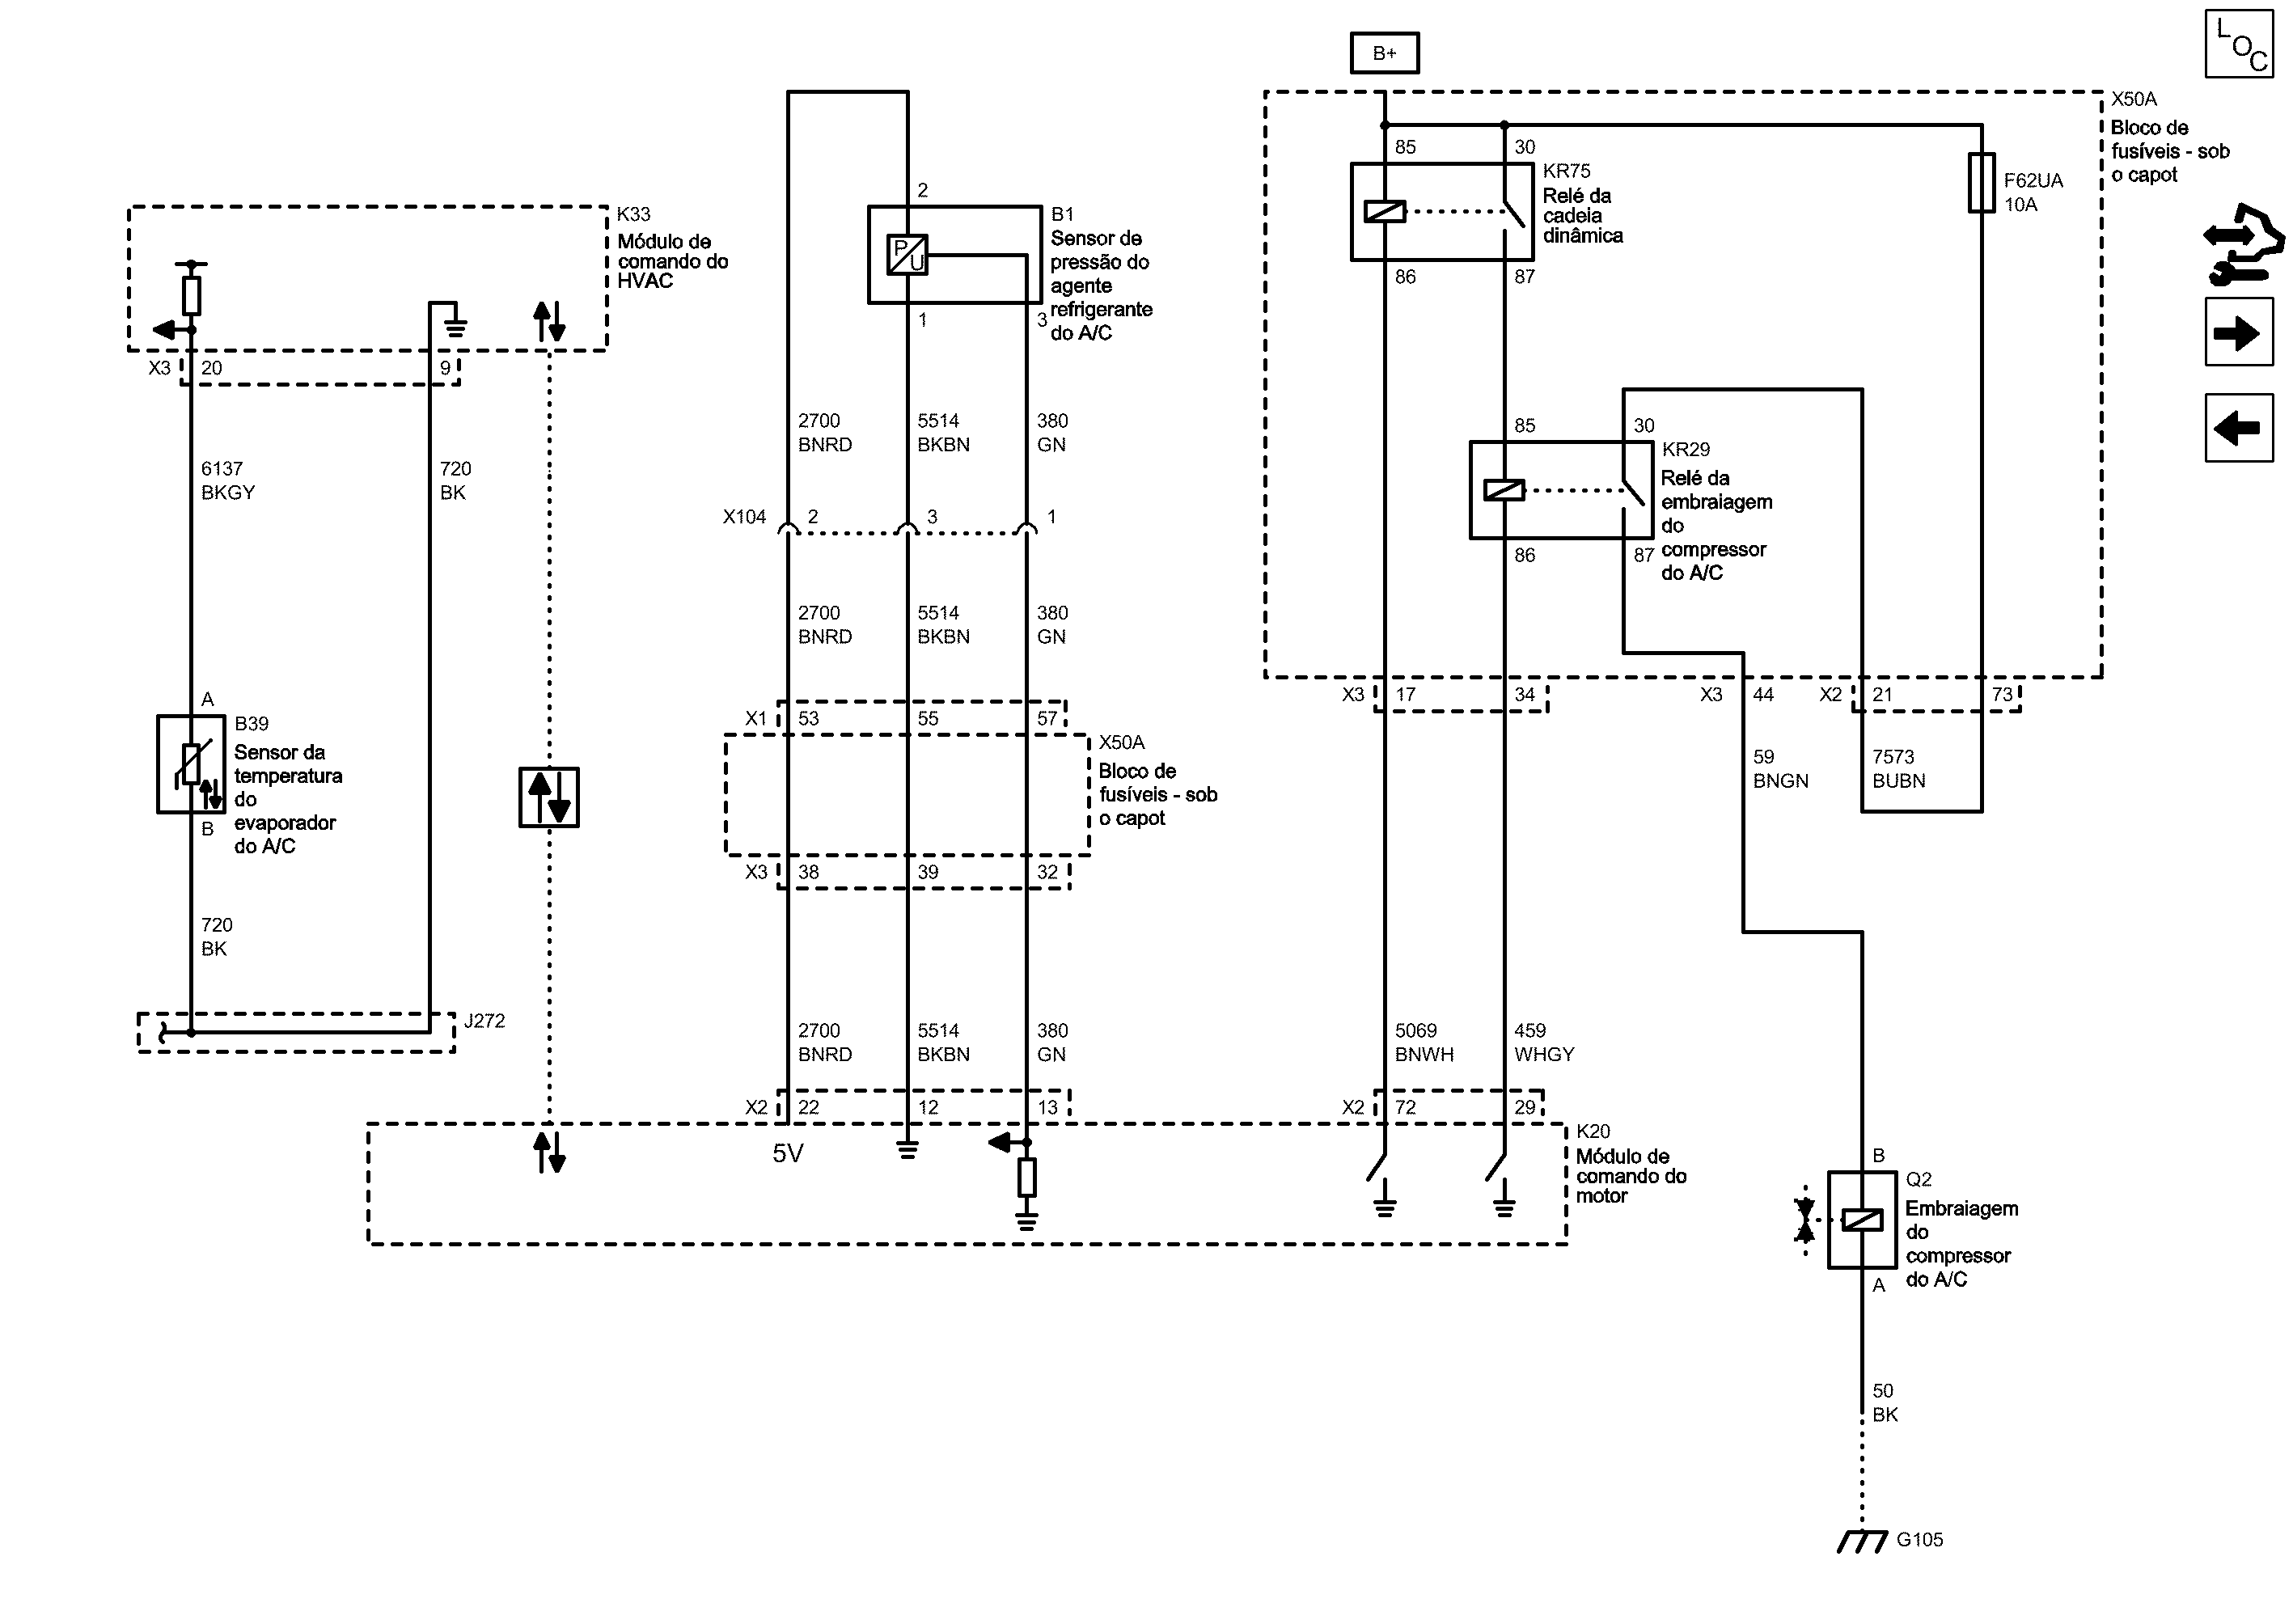 LOC
B+
X50A
Bloco de
fusíveis - sob
o capot
85
30
KR75
Relé da
cadeia
dinâmica
86
87
F62UA
10A
K33
Módulo de
comando do
HVAC
2
B1
Sensor de
pressão do
agente
refrigerante
do A/C
P
U
1
3
X3
20
9
2700
BNRD
5514
BKBN
380
GN
6137
BKGY
720
BK
85
30
KR29
Relé da
embraiagem
do
compressor
do A/C
86
87
X104
2
3
1
2700
BNRD
5514
BKBN
380
GN
A
B39
Sensor da
temperatura
do
evaporador
do A/C
B
X1
53
55
57
X50A
Bloco de
fusíveis - sob
o capot
X3
38
39
32
X3
17
34
X3
44
X2
21
73
59
BNGN
7573
BUBN
720
BK
J272
2700
BNRD
5514
BKBN
380
GN
5069
BNWH
459
WHGY
X2
22
12
13
X2
72
29
5V
K20
Módulo de
comando do
motor
B
Q2
Embraiagem
do
compressor
do A/C
A
50
BK
G105